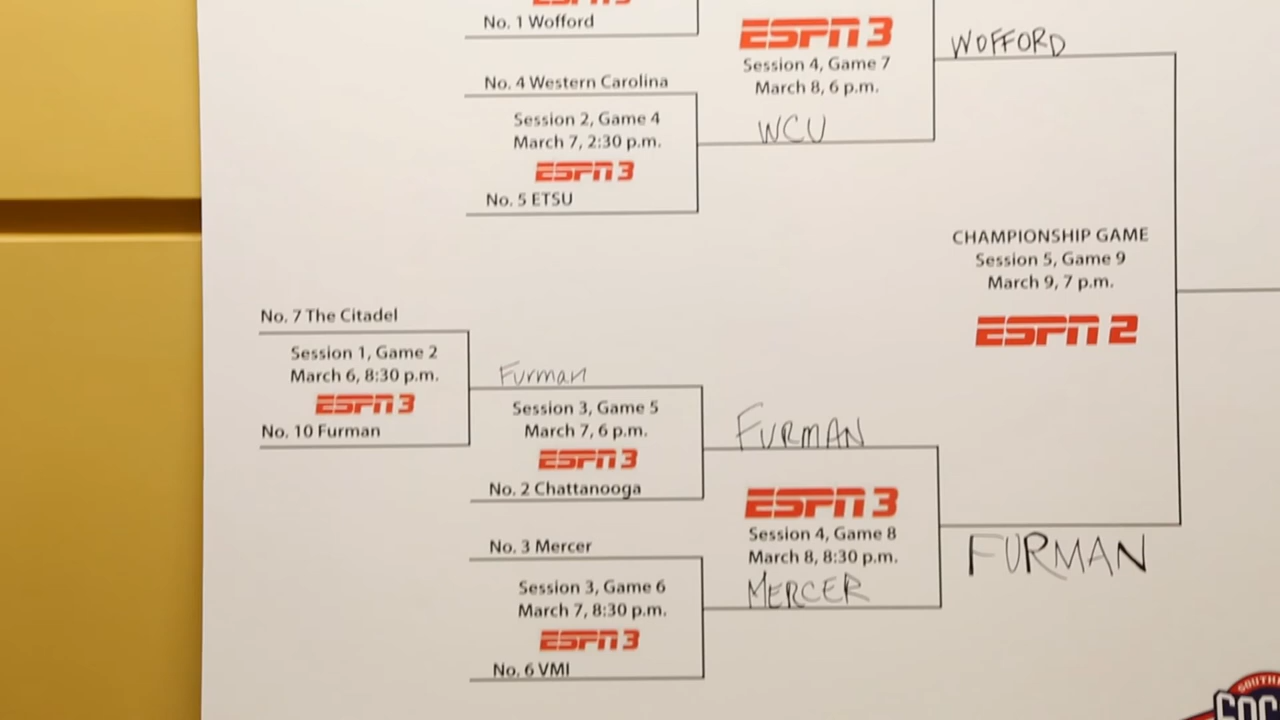 No. 1 Wofford
ESPN 3
Session 4, Game 7
March 8, 6 p.m.
WOFFORD
No. 4 Western Carolina
Session 2, Game 4
March 7, 2:30 p.m.
ESPN 3
No. 5 ETSU
WCU
CHAMPIONSHIP GAME
Session 5, Game 9
March 9, 7 p.m.
ESPN 2
No. 7 The Citadel
Session 1, Game 2
March 6, 8:30 p.m.
ESPN 3
No. 10 Furman
Furman
Session 3, Game 5
March 7, 6 p.m.
ESPN 3
No. 2 Chattanooga
FURMAN
ESPN 3
Session 4, Game 8
March 8, 8:30 p.m.
MERCER
FURMAN
No. 3 Mercer
Session 3, Game 6
March 7, 8:30 p.m.
ESPN 3
No. 6 VMI